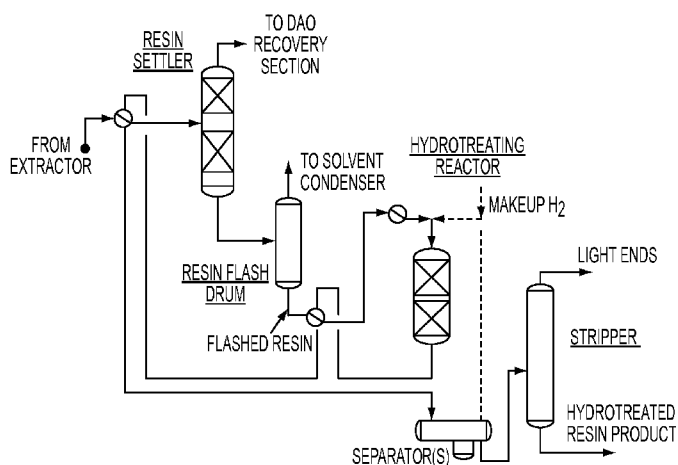 RESIN
SETTLER
TO DAO
RECOVERY
SECTION
FROM
EXTRACTOR
TO SOLVENT
CONDENSER
HYDROTREATING
REACTOR
MAKEUP H2
RESIN FLASH
DRUM
FLASHED RESIN
LIGHT ENDS
STRIPPER
HYDROTREATED
RESIN PRODUCT
SEPARATOR(S)